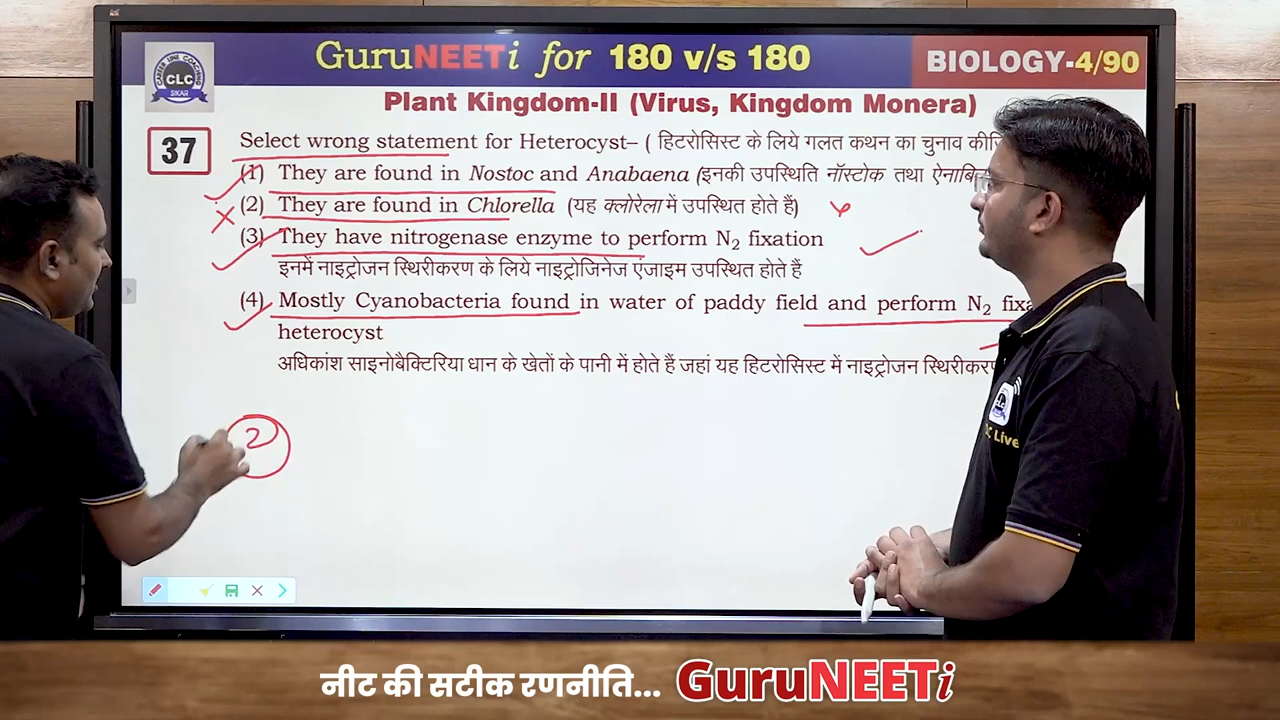 GuruNEETi for 180 v/s 180
BIOLOGY-4/90
CLC
SIKAR
Plant Kingdom-II (Virus, Kingdom Monera)
37
Select wrong statement for Heterocyst– ( हिटरोसिस्ट के लिये गलत कथन का चुनाव
(1) They are found in Nostoc and Anabaena (इनकी उपस्थिति नॉस्टोक तथा
(2) They are found in Chlorella (यह क्लोरेला में उपस्थित होते हैं)
(3) They have nitrogenase enzyme to perform N2 fixation
इनमें नाइट्रोजन स्थिरीकरण के लिये नाइट्रोजिनेज एंजाइम उपस्थित होते हैं
(4) Mostly Cyanobacteria found in water of paddy field and perform N2
heterocyst
अधिकांश साइनोबैक्टिरिया धान के खेतों के पानी में होते हैं जहां यह हिटरोसिस्ट में नाइट्रोजन
2
CLC
Live
नीट की सटीक रणनीति... GuruNEETi